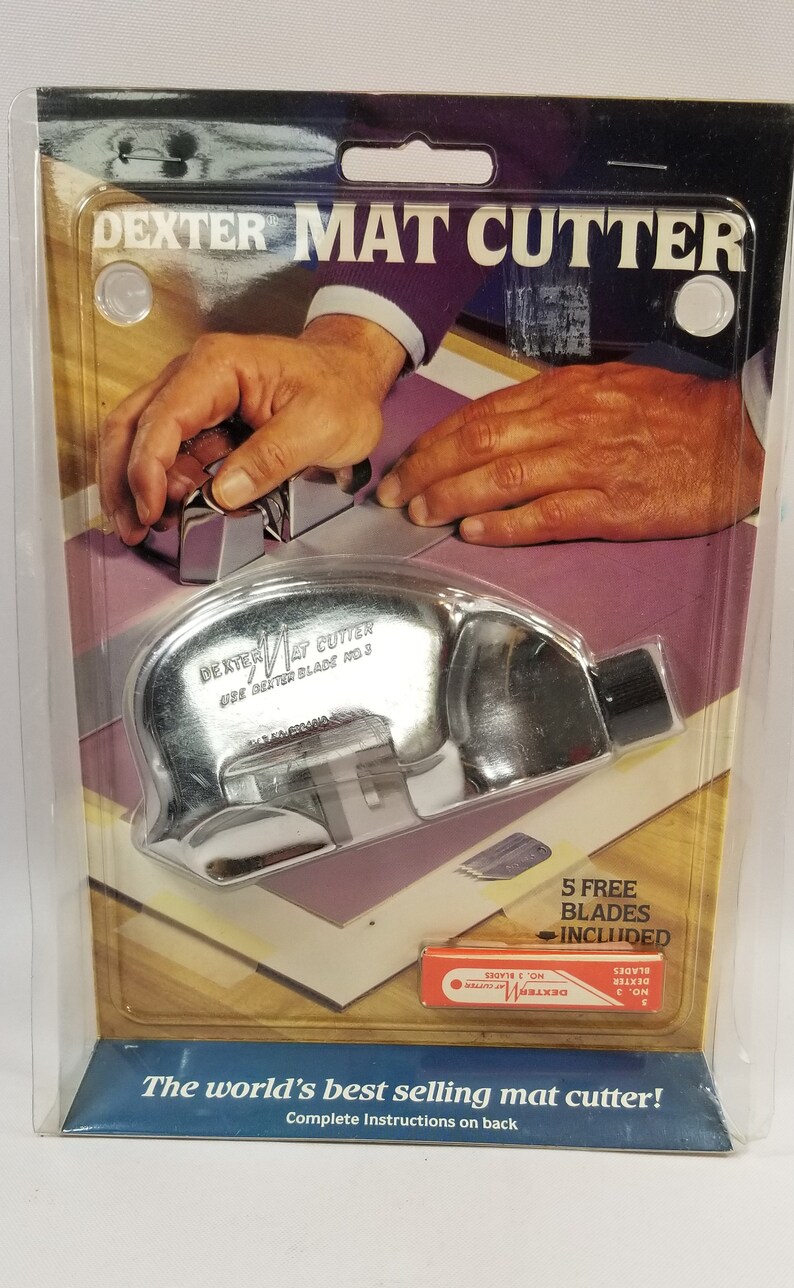 DEXTER® MAT CUTTER
DEXTER MAT CUTTER
USE DEXTER BLADE NO 3
5 FREE
BLADES
INCLUDED
5
NO. 3
DEXTER
BLADES
DEXTER MAT CUTTER
NO. 3 BLADES
The world's best selling mat cutter!
Complete Instructions on back